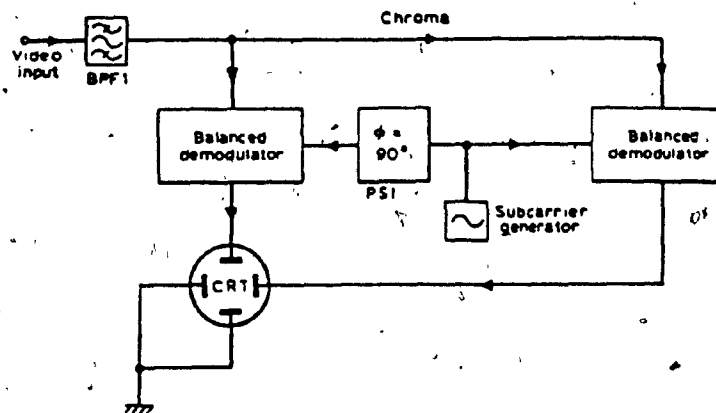 Chroma
Video
input
BPF1
Balanced
demodulator
φ =
90°
PS1
Balanced
demodulator
Subcarrier
generator
CRT